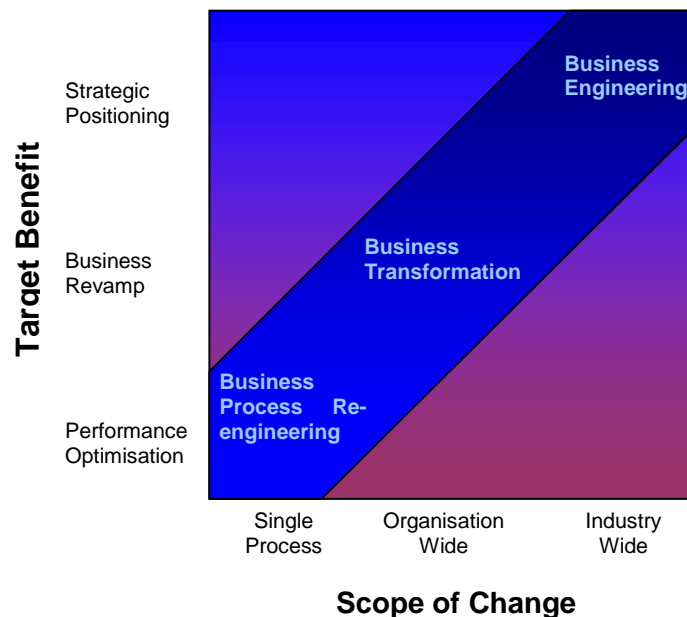 Business
Engineering
Strategic
Positioning
Target Benefit
Business
Transformation
Business
Revamp
Business
Process Re-
engineering
Performance
Optimisation
Single
Process
Organisation
Wide
Industry
Wide
Scope of Change